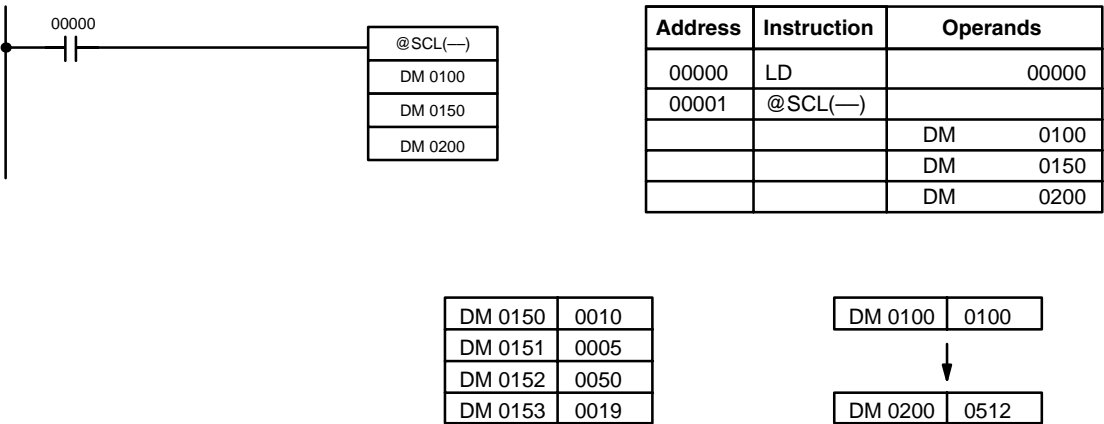 00000
@SCL(––)
DM 0100
DM 0150
DM 0200
Address Instruction Operands
00000 LD 00000
00001 @SCL(––)
DM 0100
DM 0150
DM 0200
DM 0150 0010
DM 0151 0005
DM 0152 0050
DM 0153 0019
DM 0100 0100
DM 0200 0512